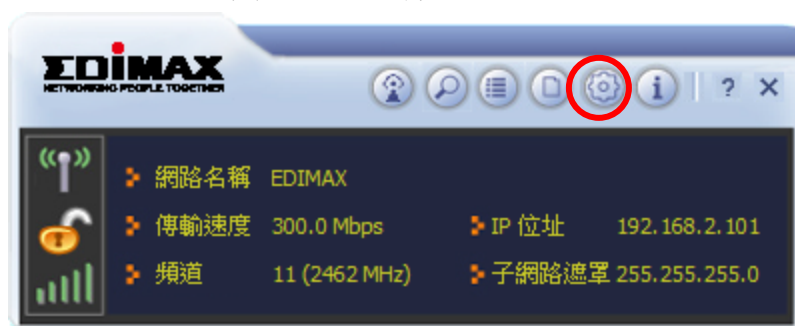 EDIMAX
NETWORKING PEOPLE TOGETHER
i ? ×
網路名稱 EDIMAX
傳輸速度 300.0 Mbps IP 位址 192.168.2.101
頻道 11 (2462 MHz) 子網路遮罩 255.255.255.0